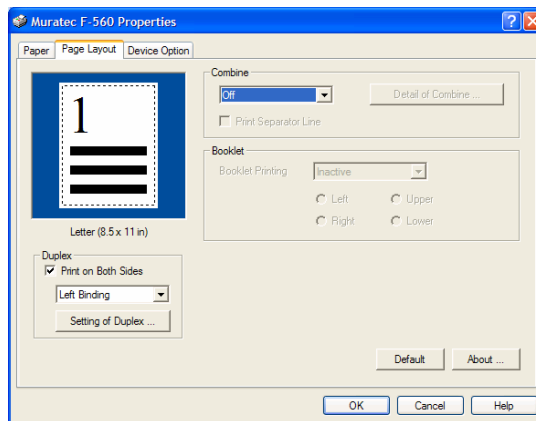 Muratec F-560 Properties
Paper
Page Layout
Device Option
1
Letter (8.5 x 11 in)
Duplex
Print on Both Sides
Left Binding
Setting of Duplex ...
Combine
Off
Detail of Combine ...
Print Separator Line
Booklet
Booklet Printing
Inactive
Left
Upper
Right
Lower
Default
About ...
OK
Cancel
Help